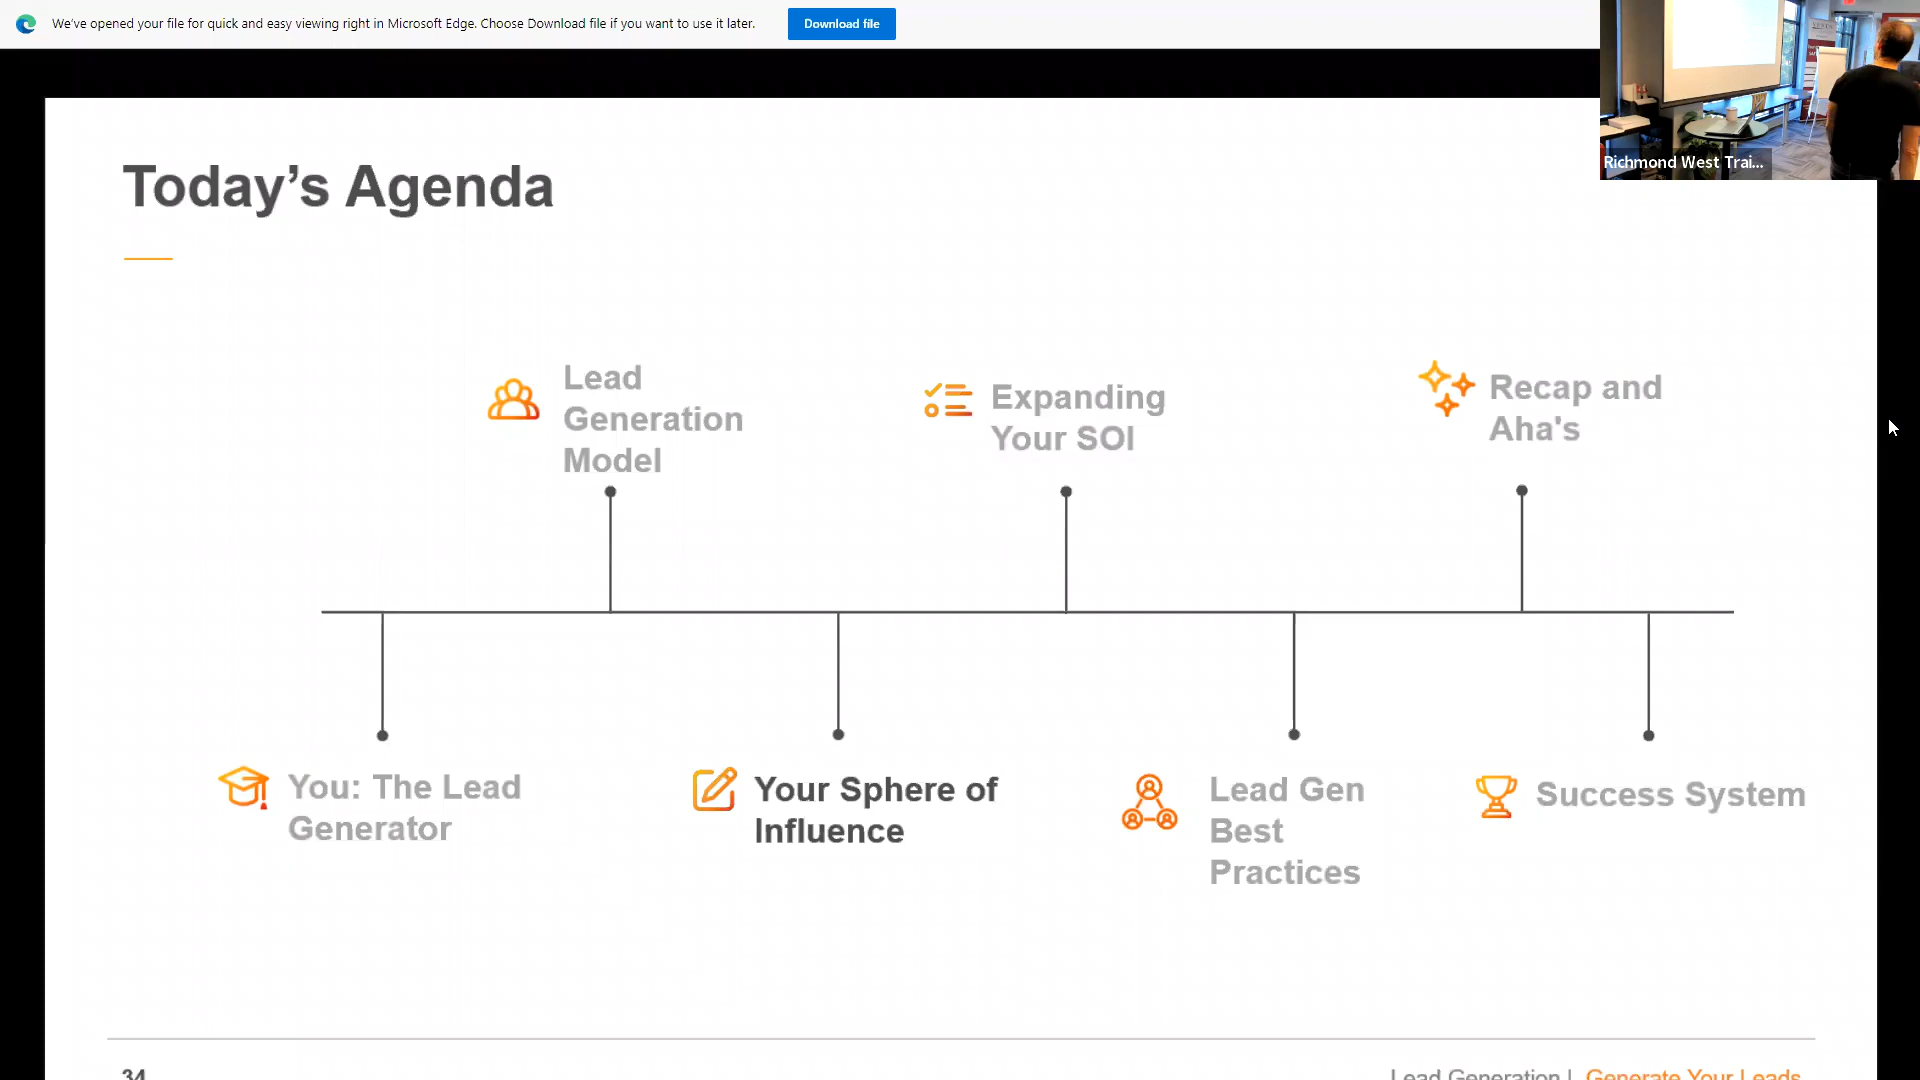 We've opened your file for quick and easy viewing right in Microsoft Edge. Choose Download file if you want to use it later.
Download file
Richmond West Trai...
Today’s Agenda
Lead
Generation
Model
Expanding
Your SOI
Recap and
Aha's
You: The Lead
Generator
Your Sphere of
Influence
Lead Gen
Best
Practices
Success System
34
Lead Generation | Generate Your Leads